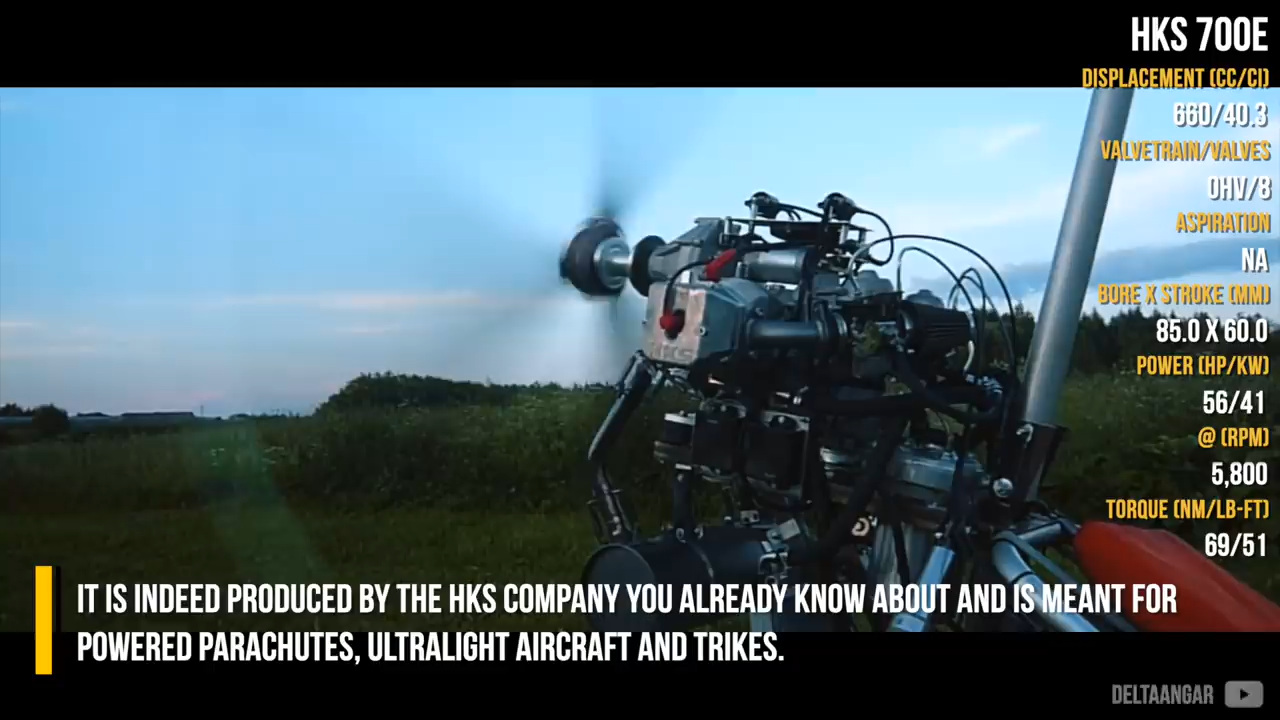 HKS 700E
DISPLACEMENT (CC/CI)
660/40.3
VALVETRAIN/VALVES
OHV/8
ASPIRATION
NA
BORE X STROKE (MM)
85.0 X 60.0
POWER (HP/KW)
56/41
@ (RPM)
5,800
TORQUE (NM/LB-FT)
69/51
HKS
IT IS INDEED PRODUCED BY THE HKS COMPANY YOU ALREADY KNOW ABOUT AND IS MEANT FOR
POWERED PARACHUTES, ULTRALIGHT AIRCRAFT AND TRIKES.
DELTAANGAR